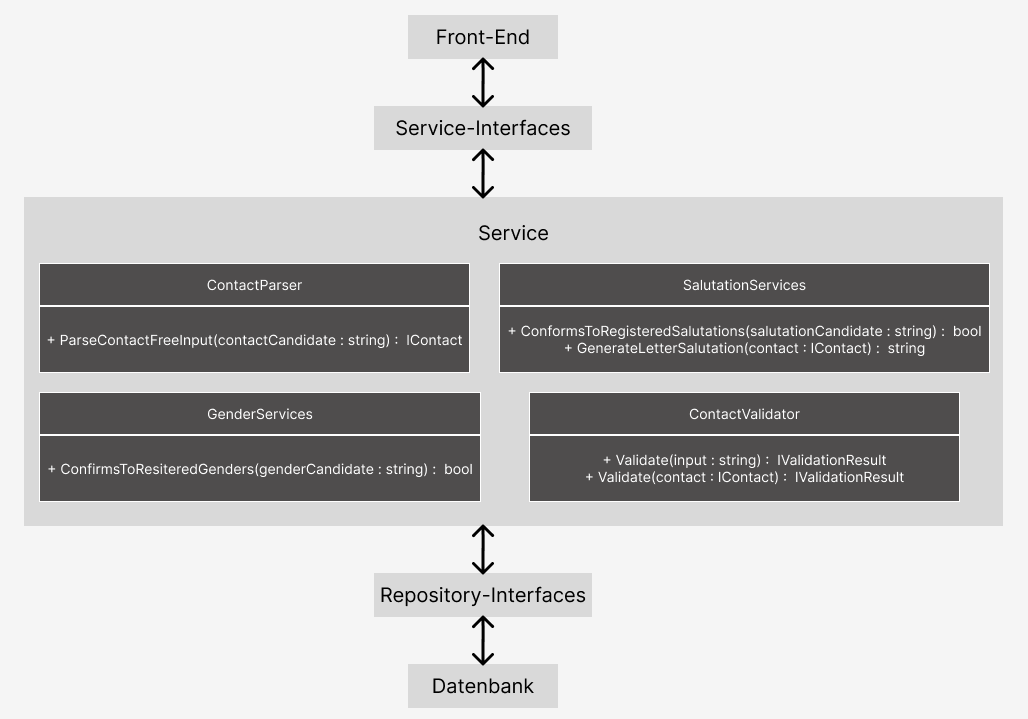 Front-End
Service-Interfaces
Service
ContactParser
+ ParseContactFreeInput(contactCandidate : string) : IContact
SalutationServices
+ ConformsToRegisteredSalutations(salutationCandidate : string) : bool
+ GenerateLetterSalutation(contact : IContact) : string
GenderServices
+ ConfirmsToResiteredGenders(genderCandidate : string) : bool
ContactValidator
+ Validate(input : string) : IValidationResult
+ Validate(contact : IContact) : IValidationResult
Repository-Interfaces
Datenbank